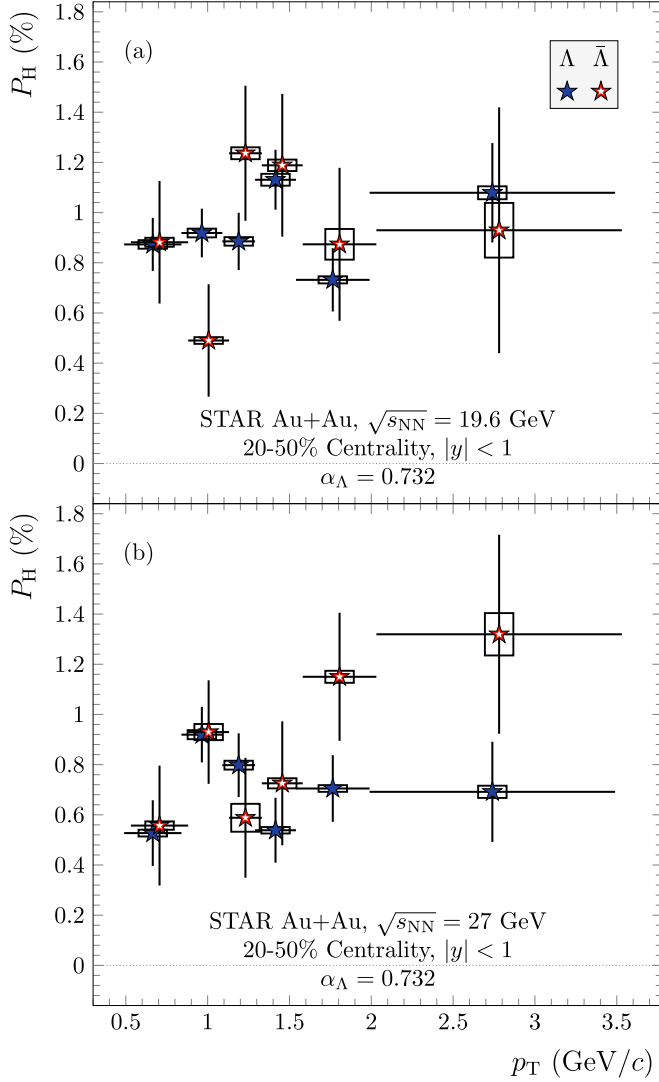 P_H (%)
(a)
Λ Λ̄
1.8
1.6
1.4
1.2
1
0.8
0.6
0.4
0.2
0
STAR Au+Au, √s_NN = 19.6 GeV
20-50% Centrality, |y| < 1
α_Λ = 0.732
P_H (%)
(b)
1.8
1.6
1.4
1.2
1
0.8
0.6
0.4
0.2
0
STAR Au+Au, √s_NN = 27 GeV
20-50% Centrality, |y| < 1
α_Λ = 0.732
0.5 1 1.5 2 2.5 3 3.5
p_T (GeV/c)